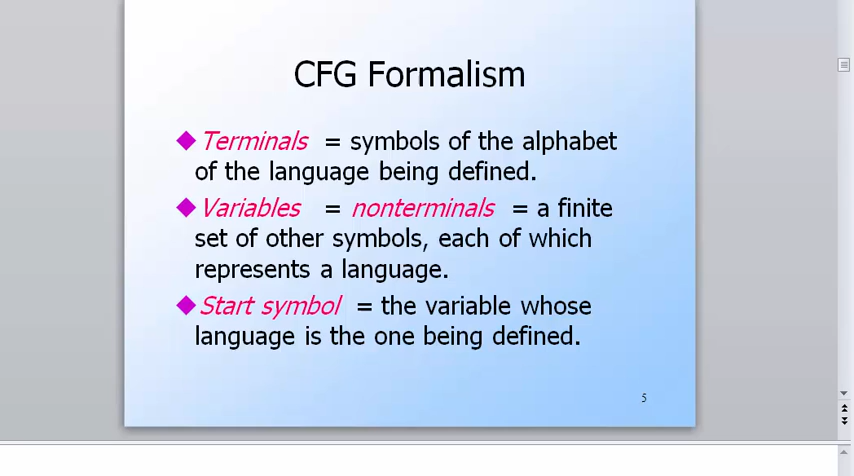 CFG Formalism
Terminals = symbols of the alphabet
of the language being defined.
Variables = nonterminals = a finite
set of other symbols, each of which
represents a language.
Start symbol = the variable whose
language is the one being defined.
5